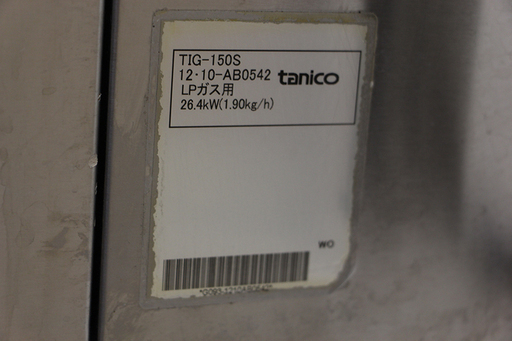 TIG-150S
12・10-AB0542 tanico
LPガス用
26.4kW(1.90kg/h)
WO